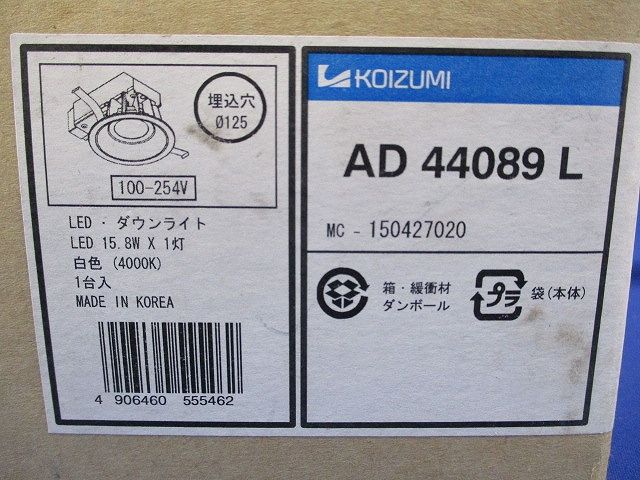 埋込穴
Ø125
100-254V
LED・ダウンライト
LED 15.8W X 1灯
白色 (4000K)
1台入
MADE IN KOREA
4 906460 555462
KOIZUMI
AD 44089 L
MC - 150427020
箱・緩衝材
ダンボール
プラ
袋(本体)